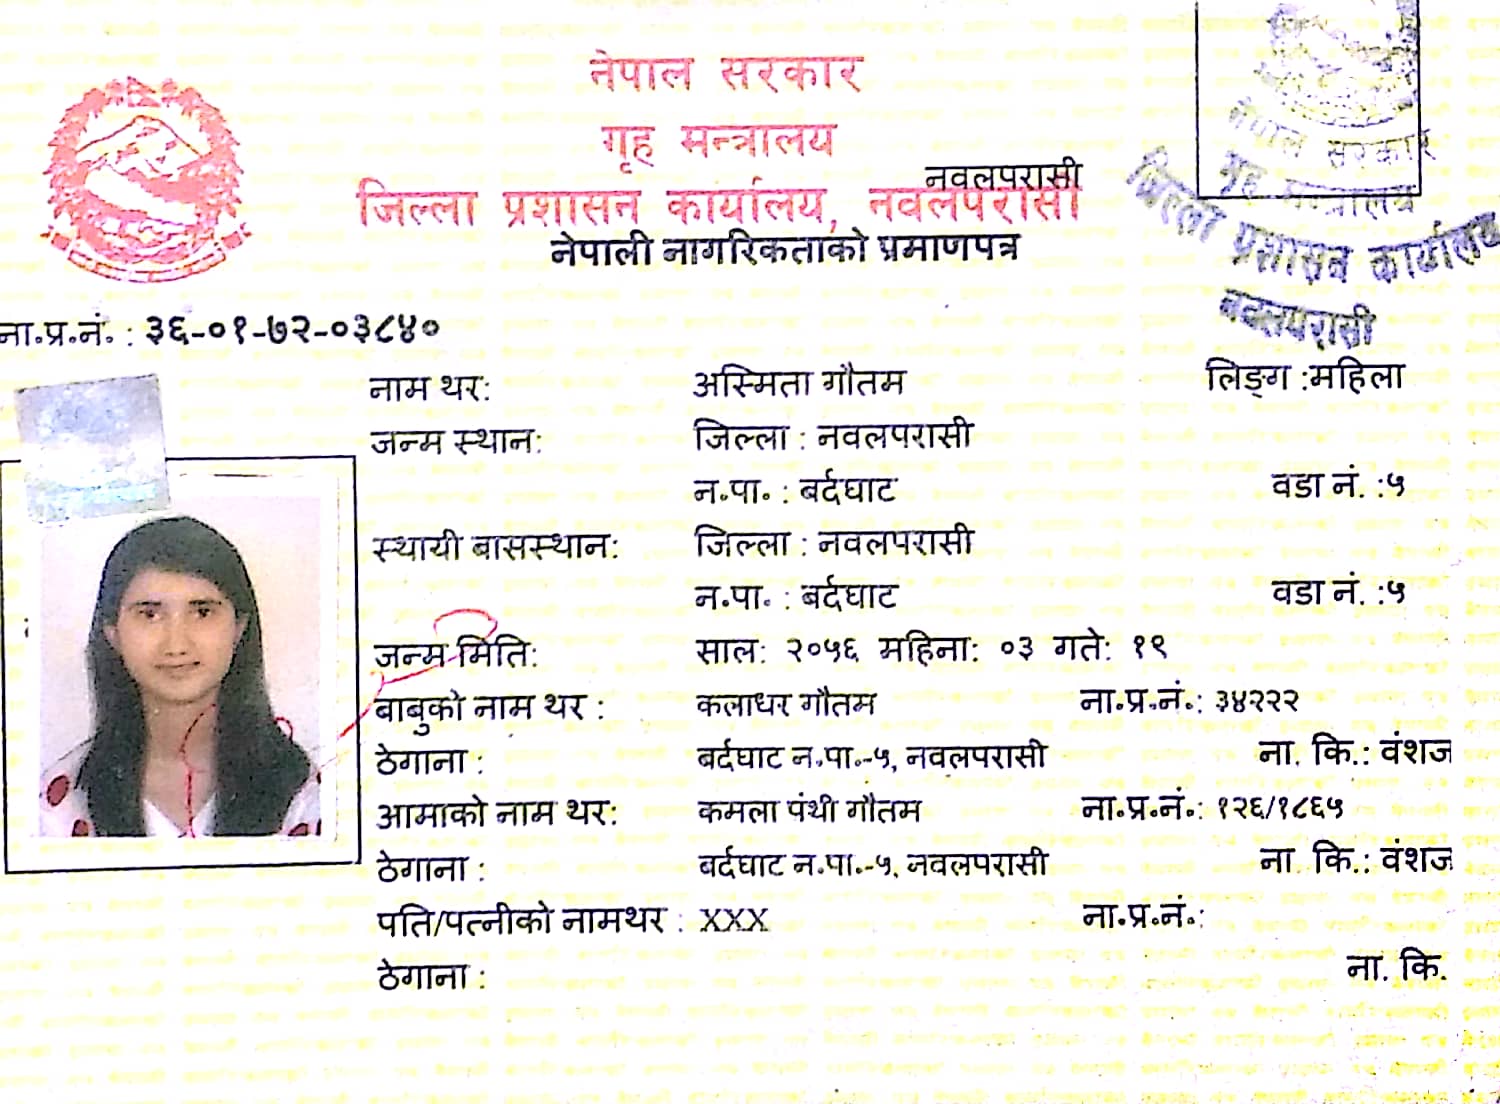 नेपाल सरकार
गृह मन्त्रालय
नवलपरासी
जिल्ला प्रशासन कार्यालय, नवलपरासी
नेपाली नागरिकताको प्रमाणपत्र
नेपाल सरकार
गृह मन्त्रालय
जिल्ला प्रशासन कार्यालय
नवलपरासी
ना.प्र.नं. : ३६-०१-७२-०३८४०
नाम थर: अस्मिता गौतम लिङ्ग :महिला
जन्म स्थान: जिल्ला : नवलपरासी
न.पा. : बर्दघाट वडा नं. :५
स्थायी बासस्थान: जिल्ला : नवलपरासी
न.पा. : बर्दघाट वडा नं. :५
जन्म मिति: साल: २०५६ महिना: ०३ गते: १९
बाबुको नाम थर : कलाधर गौतम ना.प्र.नं.: ३४२२२
ठेगाना : बर्दघाट न.पा.-५, नवलपरासी ना. कि.: वंशज
आमाको नाम थर: कमला पंथी गौतम ना.प्र.नं.: १२६/१८६५
ठेगाना : बर्दघाट न.पा.-५, नवलपरासी ना. कि.: वंशज
पति/पत्नीको नामथर : XXX ना.प्र.नं.:
ठेगाना : ना. कि.